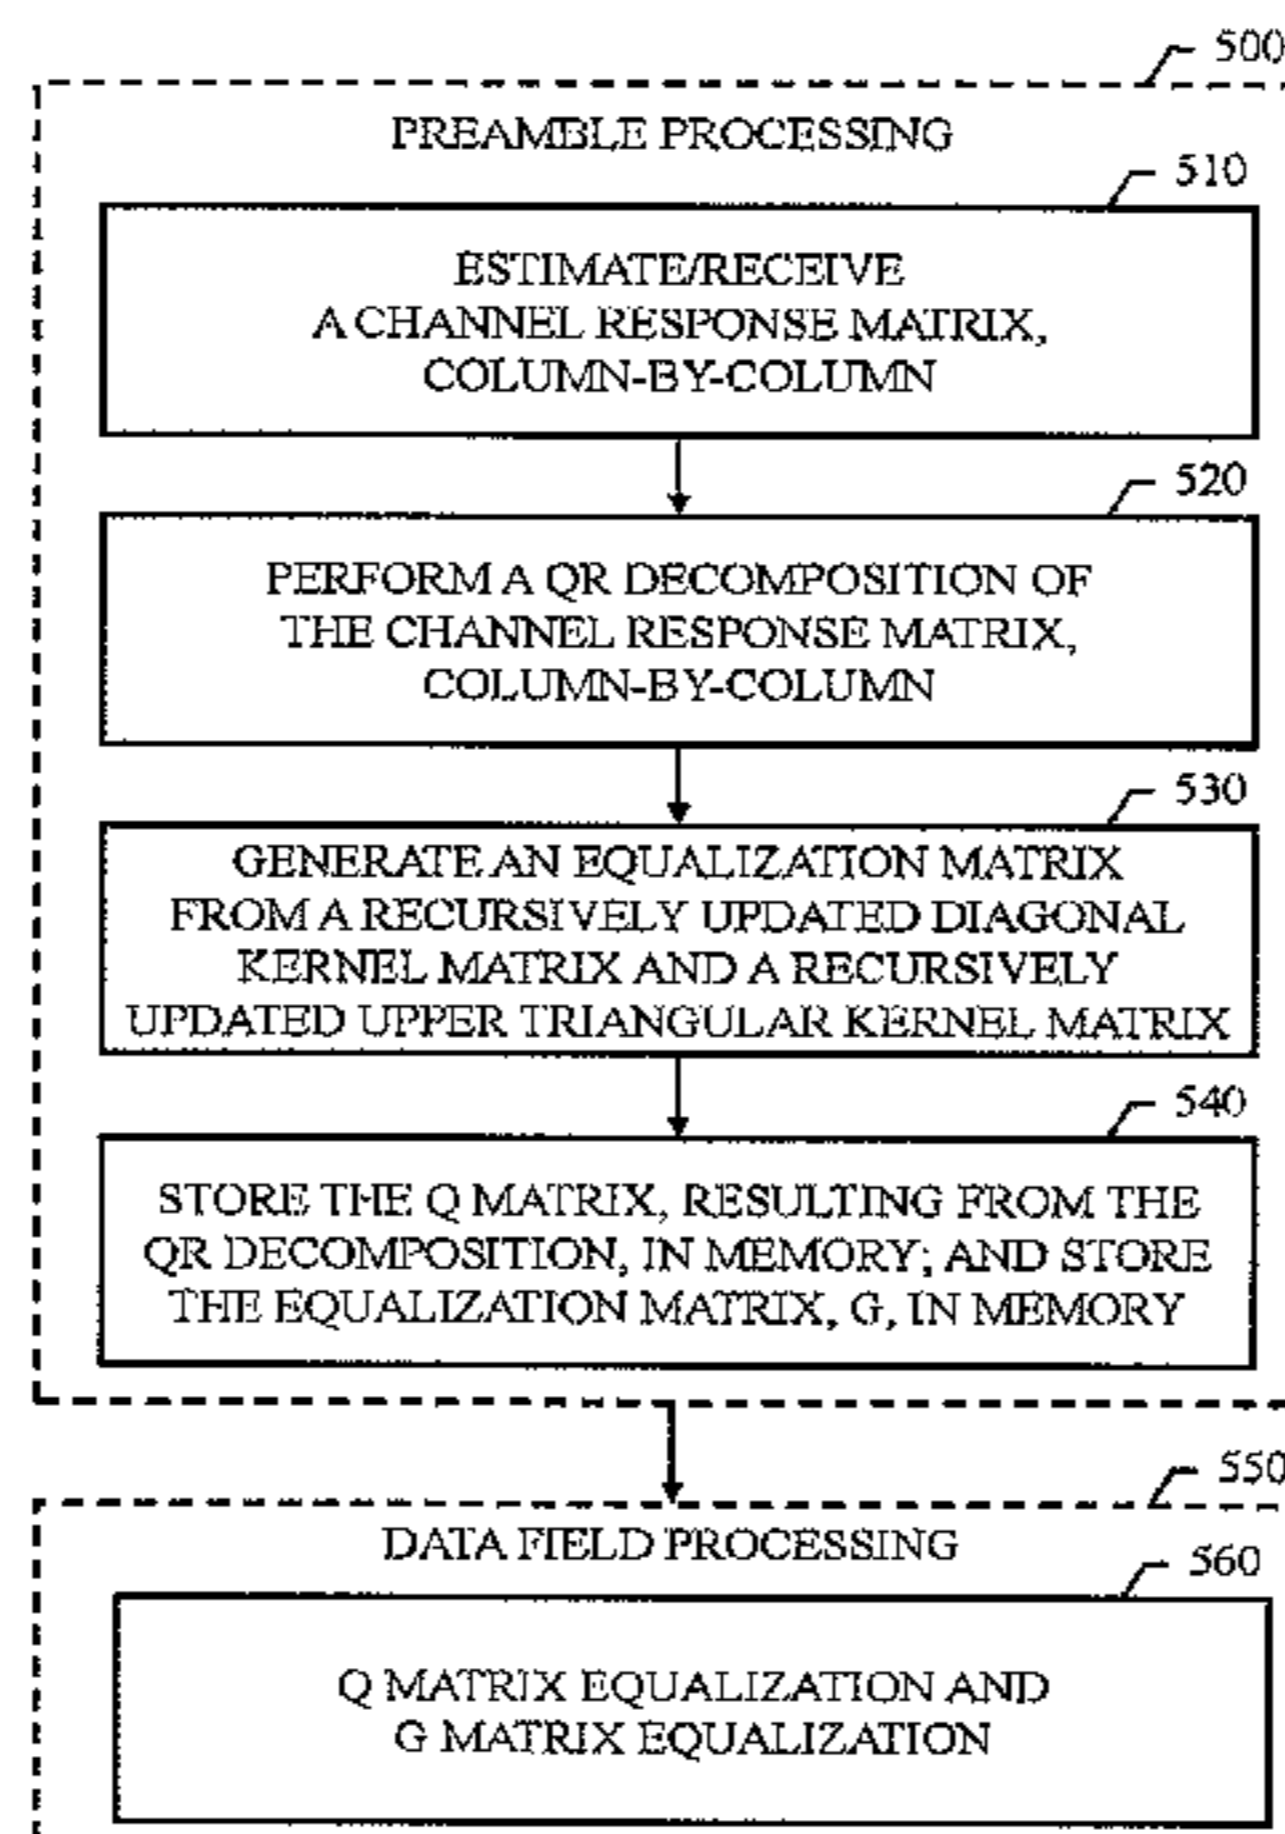 500
PREAMBLE PROCESSING
510
ESTIMATE/RECEIVE
A CHANNEL RESPONSE MATRIX,
COLUMN-BY-COLUMN
520
PERFORM A QR DECOMPOSITION OF
THE CHANNEL RESPONSE MATRIX,
COLUMN-BY-COLUMN
530
GENERATE AN EQUALIZATION MATRIX
FROM A RECURSIVELY UPDATED DIAGONAL
KERNEL MATRIX AND A RECURSIVELY
UPDATED UPPER TRIANGULAR KERNEL MATRIX
540
STORE THE Q MATRIX, RESULTING FROM THE
QR DECOMPOSITION, IN MEMORY; AND STORE
THE EQUALIZATION MATRIX, G, IN MEMORY
550
DATA FIELD PROCESSING
560
Q MATRIX EQUALIZATION AND
G MATRIX EQUALIZATION